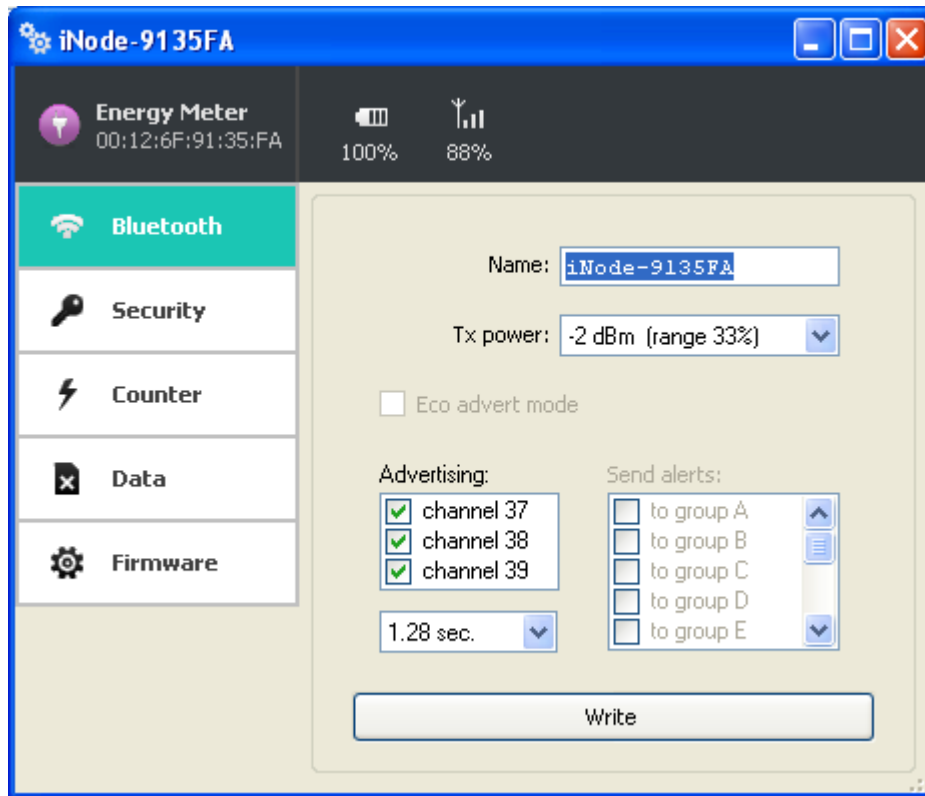 iNode-9135FA
Energy Meter
00:12:6F:91:35:FA
100%
88%
Bluetooth
Security
Counter
Data
Firmware
Name: iNode-9135FA
Tx power: -2 dBm (range 33%)
Eco advert mode
Advertising:
channel 37
channel 38
channel 39
1.28 sec.
Send alerts:
to group A
to group B
to group C
to group D
to group E
Write